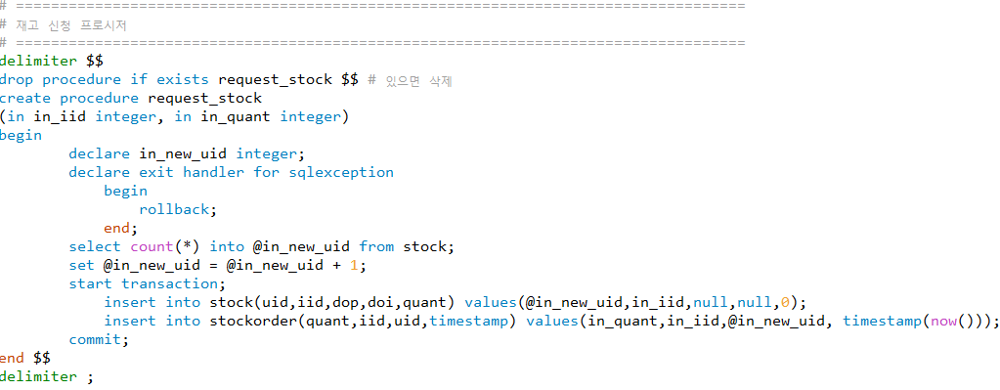 # ===================================================================================
# 재고 신청 프로시저
# ===================================================================================
delimiter $$
drop procedure if exists request_stock $$ # 있으면 삭제
create procedure request_stock
(in in_iid integer, in in_quant integer)
begin
        declare in_new_uid integer;
        declare exit handler for sqlexception
            begin
                rollback;
            end;
        select count(*) into @in_new_uid from stock;
        set @in_new_uid = @in_new_uid + 1;
        start transaction;
            insert into stock(uid,iid,dop,doi,quant) values(@in_new_uid,in_iid,null,null,0);
            insert into stockorder(quant,iid,uid,timestamp) values(in_quant,in_iid,@in_new_uid, timestamp(now()));
        commit;
end $$
delimiter ;